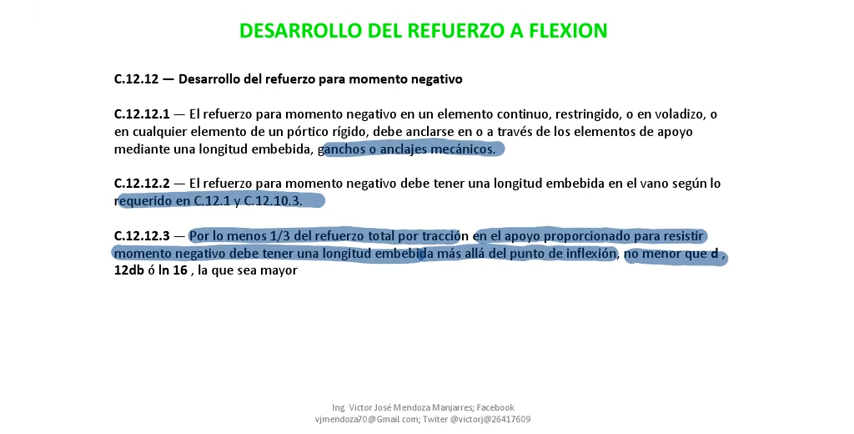 DESARROLLO DEL REFUERZO A FLEXION
C.12.12 — Desarrollo del refuerzo para momento negativo
C.12.12.1 — El refuerzo para momento negativo en un elemento continuo, restringido, o en voladizo, o
en cualquier elemento de un pórtico rígido, debe anclarse en o a través de los elementos de apoyo
mediante una longitud embebida, ganchos o anclajes mecánicos.
C.12.12.2 — El refuerzo para momento negativo debe tener una longitud embebida en el vano según lo
requerido en C.12.1 y C.12.10.3.
C.12.12.3 — Por lo menos 1/3 del refuerzo total por tracción en el apoyo proporcionado para resistir
momento negativo debe tener una longitud embebida más allá del punto de inflexión, no menor que d ,
12db ó ln 16 , la que sea mayor
Ing. Victor José Mendoza Manjarres; Facebook
vjmendoza70@Gmail com; Twiter @victorj@26417609